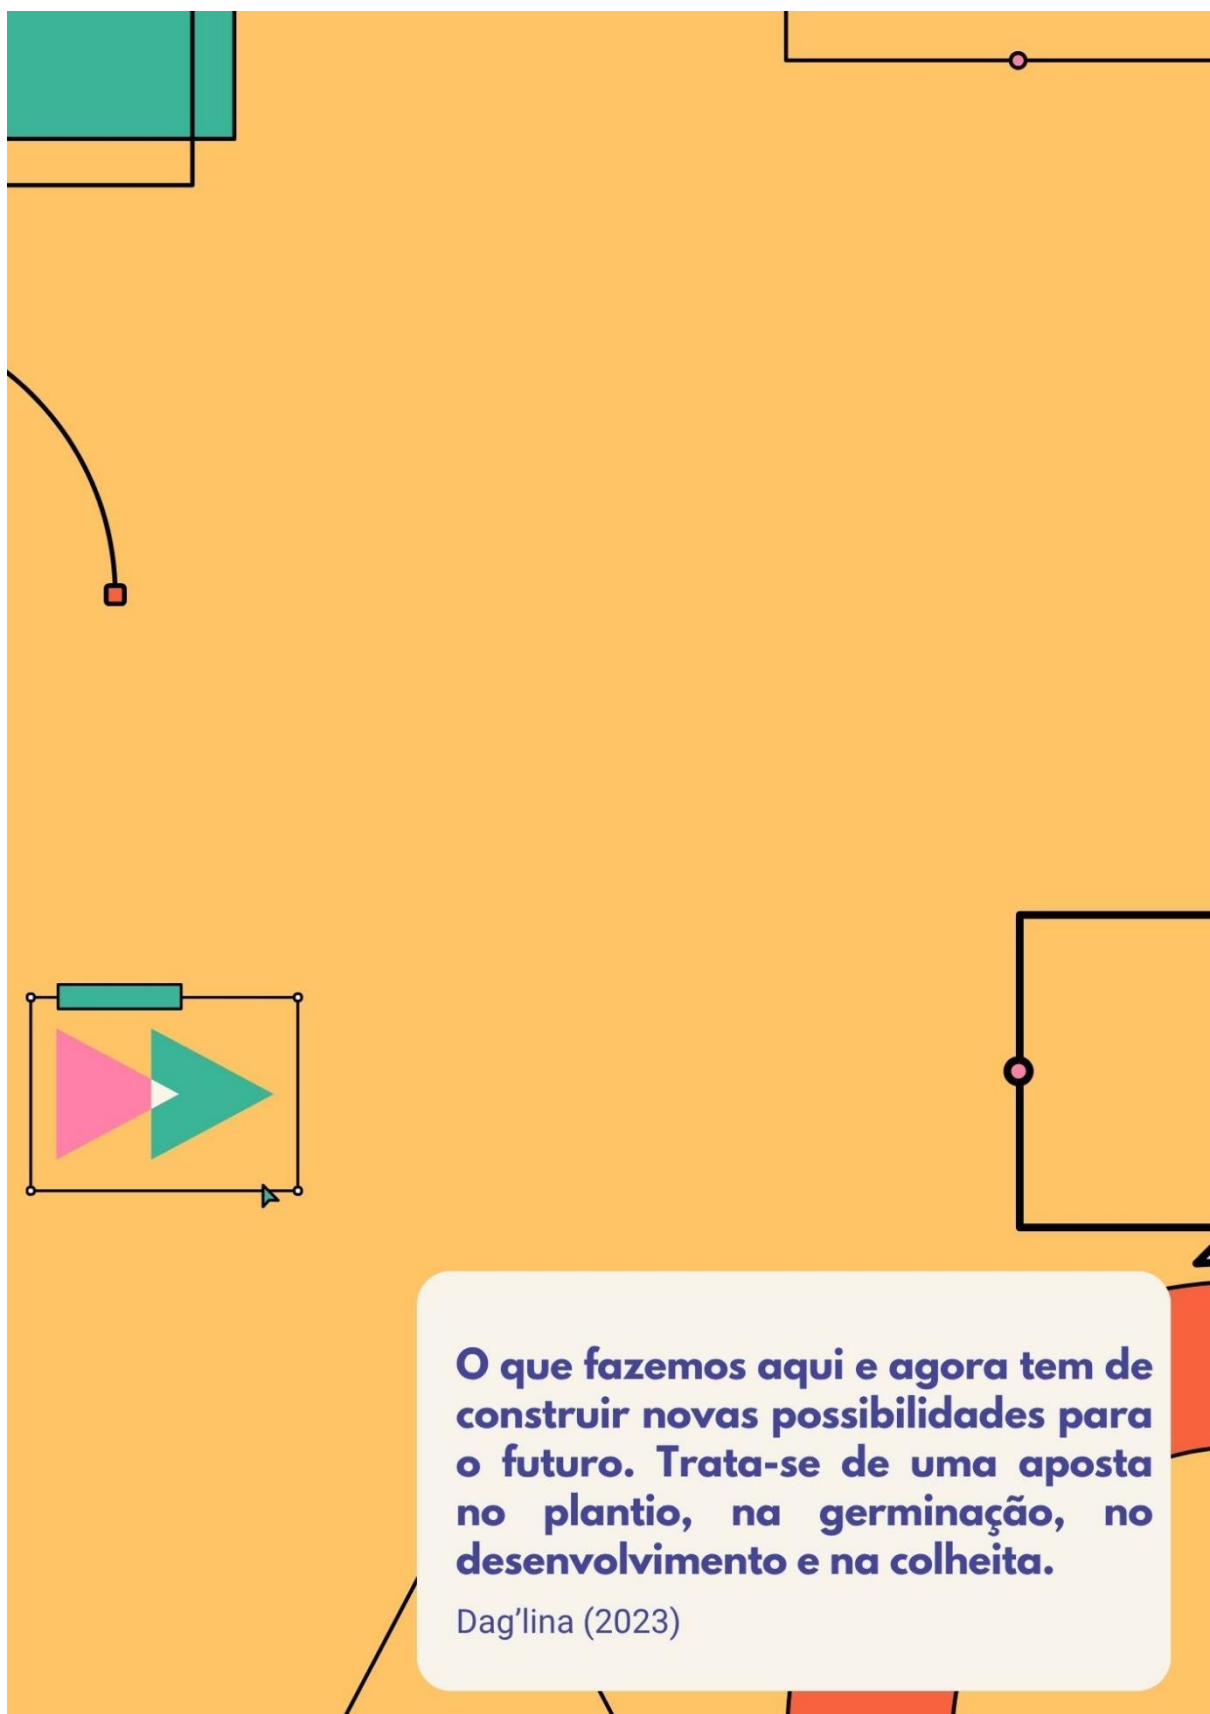 O que fazemos aqui e agora tem de
construir novas possibilidades para
o futuro. Trata-se de uma aposta
no plantio, na germinação, no
desenvolvimento e na colheita.
Dag’lina (2023)